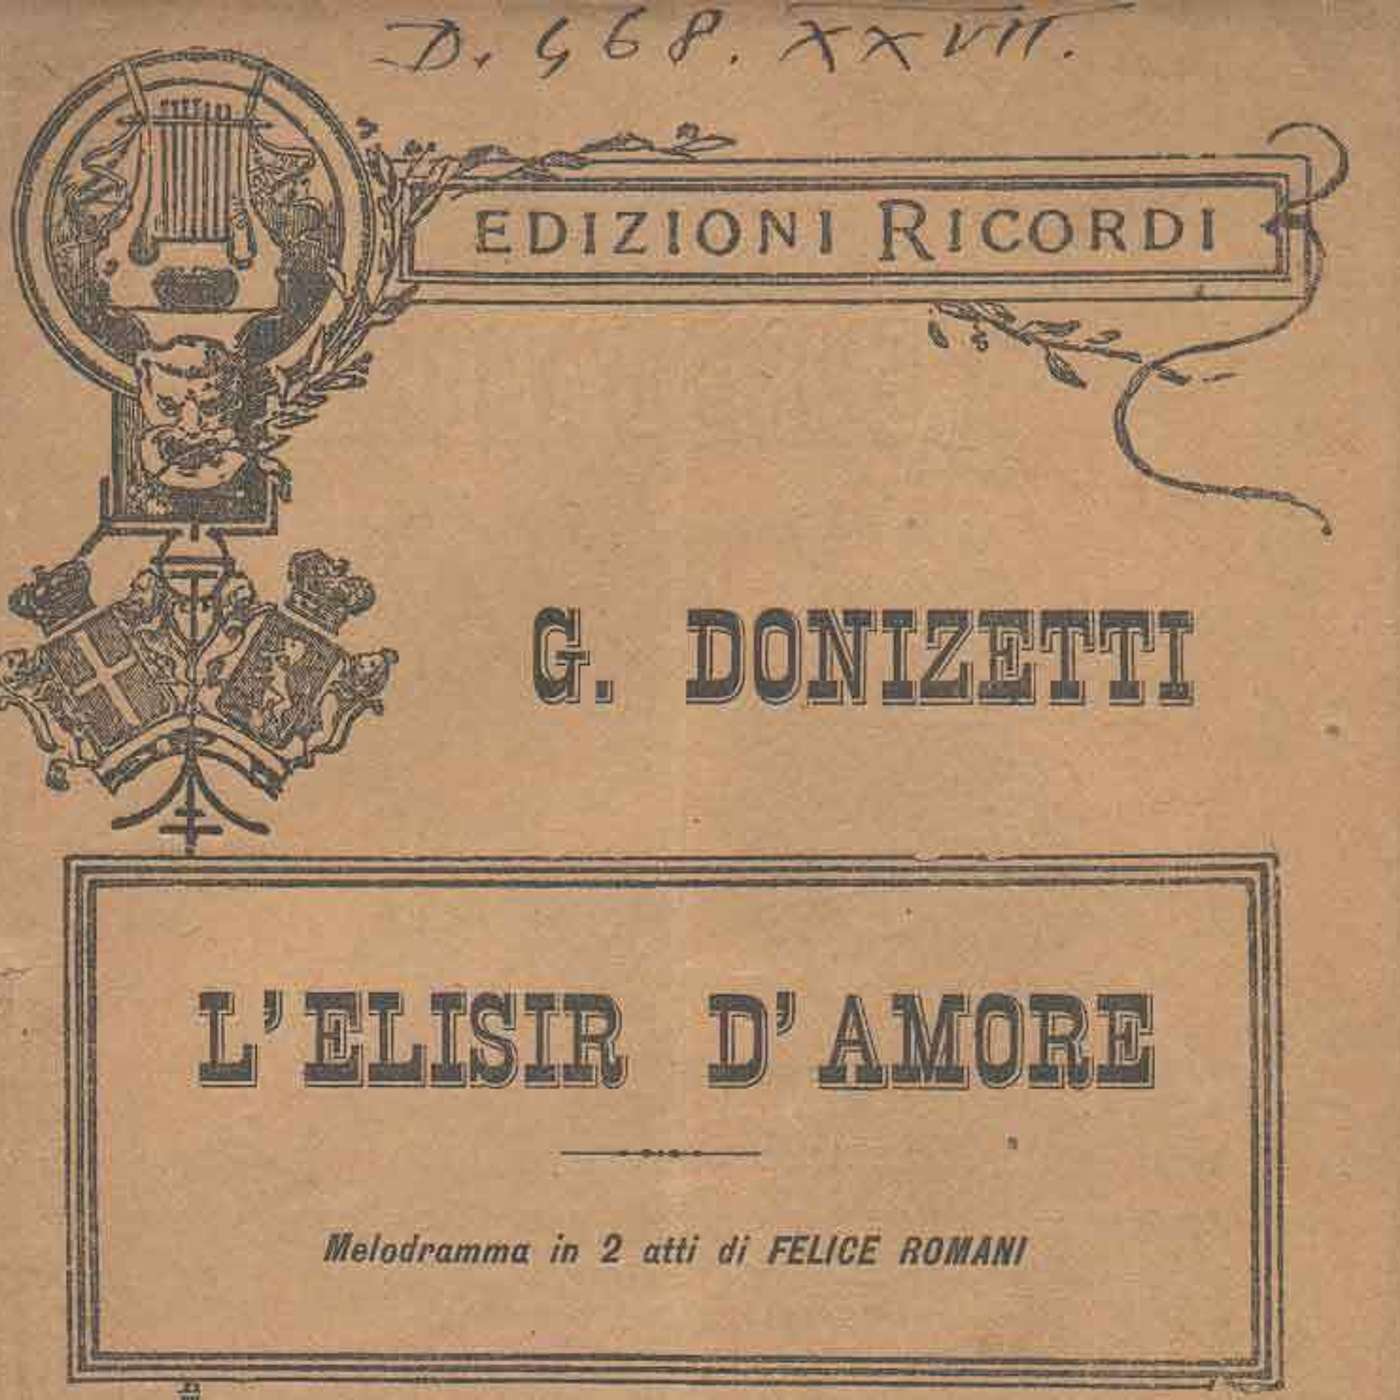 D. 468. XXVII.
EDIZIONI RICORDI
G. DONIZETTI
L'ELISIR D'AMORE
Melodramma in 2 atti di FELICE ROMANI